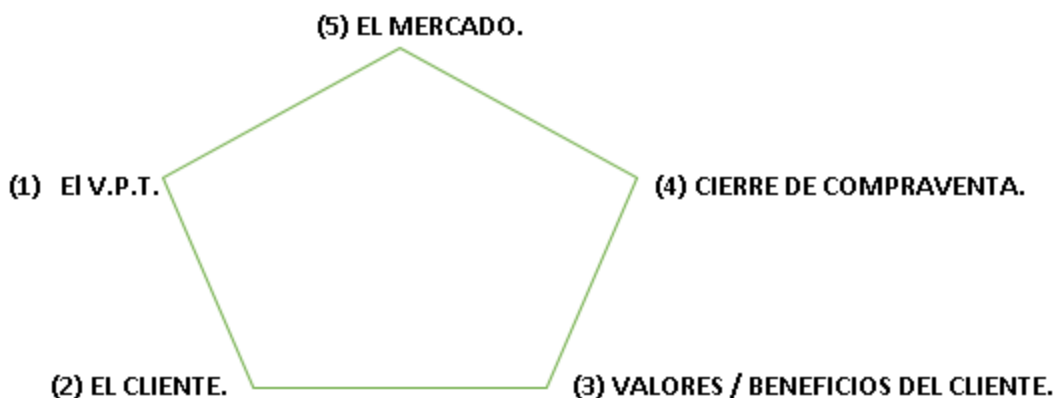 (5) EL MERCADO.
(1) El V.P.T.
(4) CIERRE DE COMPRAVENTA.
(2) EL CLIENTE.
(3) VALORES / BENEFICIOS DEL CLIENTE.